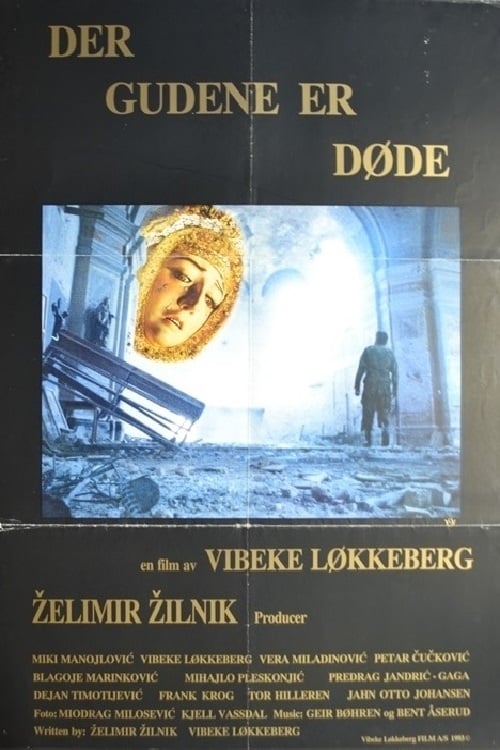 DER
GUDENE ER
DØDE
en film av VIBEKE LØKKEBERG
ŽELIMIR ŽILNIK Producer
MIKI MANOJLOVIĆ VIBEKE LØKKEBERG VERA MILADINOVIĆ PETAR ČUČKOVIĆ
BLAGOJE MARINKOVIĆ MIHAJLO PLESKONJIĆ PREDRAG JANDRIĆ - GAGA
DEJAN TIMOTIJEVIĆ FRANK KROG TOR HILLEREN JAHN OTTO JOHANSEN
Foto: MIODRAG MILOSEVIĆ KJELL VASSDAL Music: GEIR BØHREN og BENT ÅSERUD
Written by: ŽELIMIR ŽILNIK VIBEKE LØKKEBERG
Vibeke Løkkeberg FILM A/S 1993©